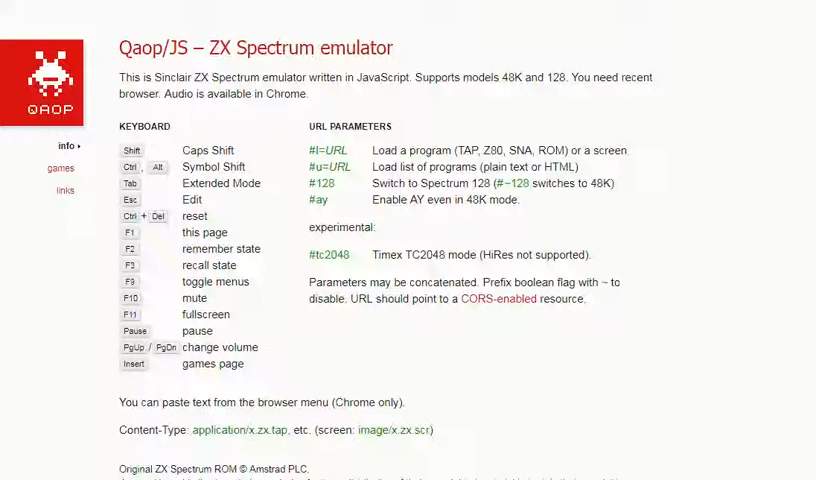 Qaop/JS – ZX Spectrum emulator
This is Sinclair ZX Spectrum emulator written in JavaScript. Supports models 48K and 128. You need recent
browser. Audio is available in Chrome.
QAOP
info
games
links
KEYBOARD
Shift Caps Shift
Ctrl , Alt Symbol Shift
Tab Extended Mode
Esc Edit
Ctrl + Del reset
F1 this page
F2 remember state
F3 recall state
F9 toggle menus
F10 mute
F11 fullscreen
Pause pause
PgUp / PgDn change volume
Insert games page
URL PARAMETERS
#l=URL Load a program (TAP, Z80, SNA, ROM) or a screen
#u=URL Load list of programs (plain text or HTML)
#128 Switch to Spectrum 128 (#~128 switches to 48K)
#ay Enable AY even in 48K mode.
experimental:
#tc2048 Timex TC2048 mode (HiRes not supported).
Parameters may be concatenated. Prefix boolean flag with ~ to
disable. URL should point to a CORS-enabled resource.
You can paste text from the browser menu (Chrome only).
Content-Type: application/x.zx.tap, etc. (screen: image/x.zx.scr)
Original ZX Spectrum ROM © Amstrad PLC.